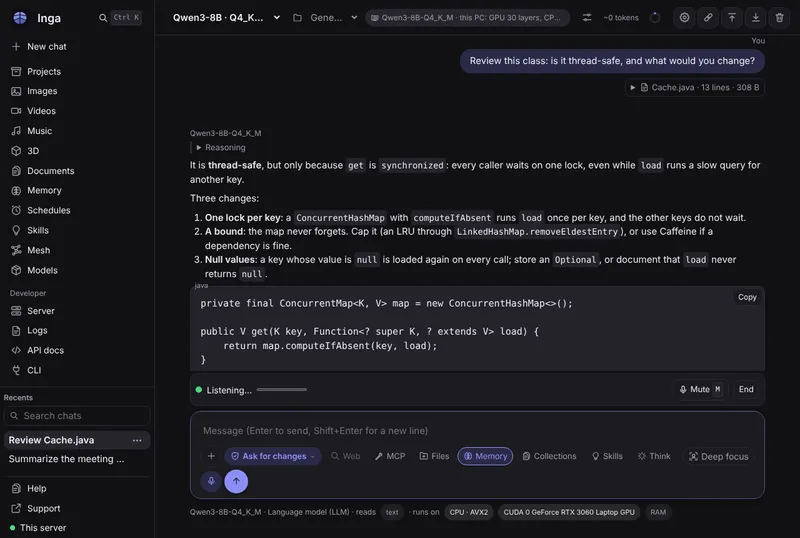 Inga
Ctrl K
New chat
Projects
Images
Videos
Music
3D
Documents
Memory
Schedules
Skills
Mesh
Models
Developer
Server
Logs
API docs
CLI
Recents
Search chats
Review Cache.java
Summarize the meeting ...
Help
Support
This server
Qwen3-8B · Q4_K...
Gene...
Qwen3-8B-Q4_K_M · this PC: GPU 30 layers, CP...
~0 tokens
You
Review this class: is it thread-safe, and what would you change?
Cache.java · 13 lines · 308 B
Qwen3-8B-Q4_K_M
Reasoning
It is thread-safe, but only because get is synchronized: every caller waits on one lock, even while load runs a slow query for
another key.
Three changes:
1. One lock per key: a ConcurrentHashMap with computeIfAbsent runs load once per key, and the other keys do not wait.
2. A bound: the map never forgets. Cap it (an LRU through LinkedHashMap.removeEldestEntry), or use Caffeine if a
dependency is fine.
3. Null values: a key whose value is null is loaded again on every call; store an Optional, or document that load never
returns null.
java
Copy
private final ConcurrentMap<K, V> map = new ConcurrentHashMap<>();
public V get(K key, Function<? super K, ? extends V> load) {
return map.computeIfAbsent(key, load);
}
Listening...
Mute M
End
Message (Enter to send, Shift+Enter for a new line)
Ask for changes
Web
MCP
Files
Memory
Collections
Skills
Think
Deep focus
Qwen3-8B-Q4_K_M · Language model (LLM) · reads text · runs on CPU · AVX2 CUDA 0 GeForce RTX 3060 Laptop GPU RAM